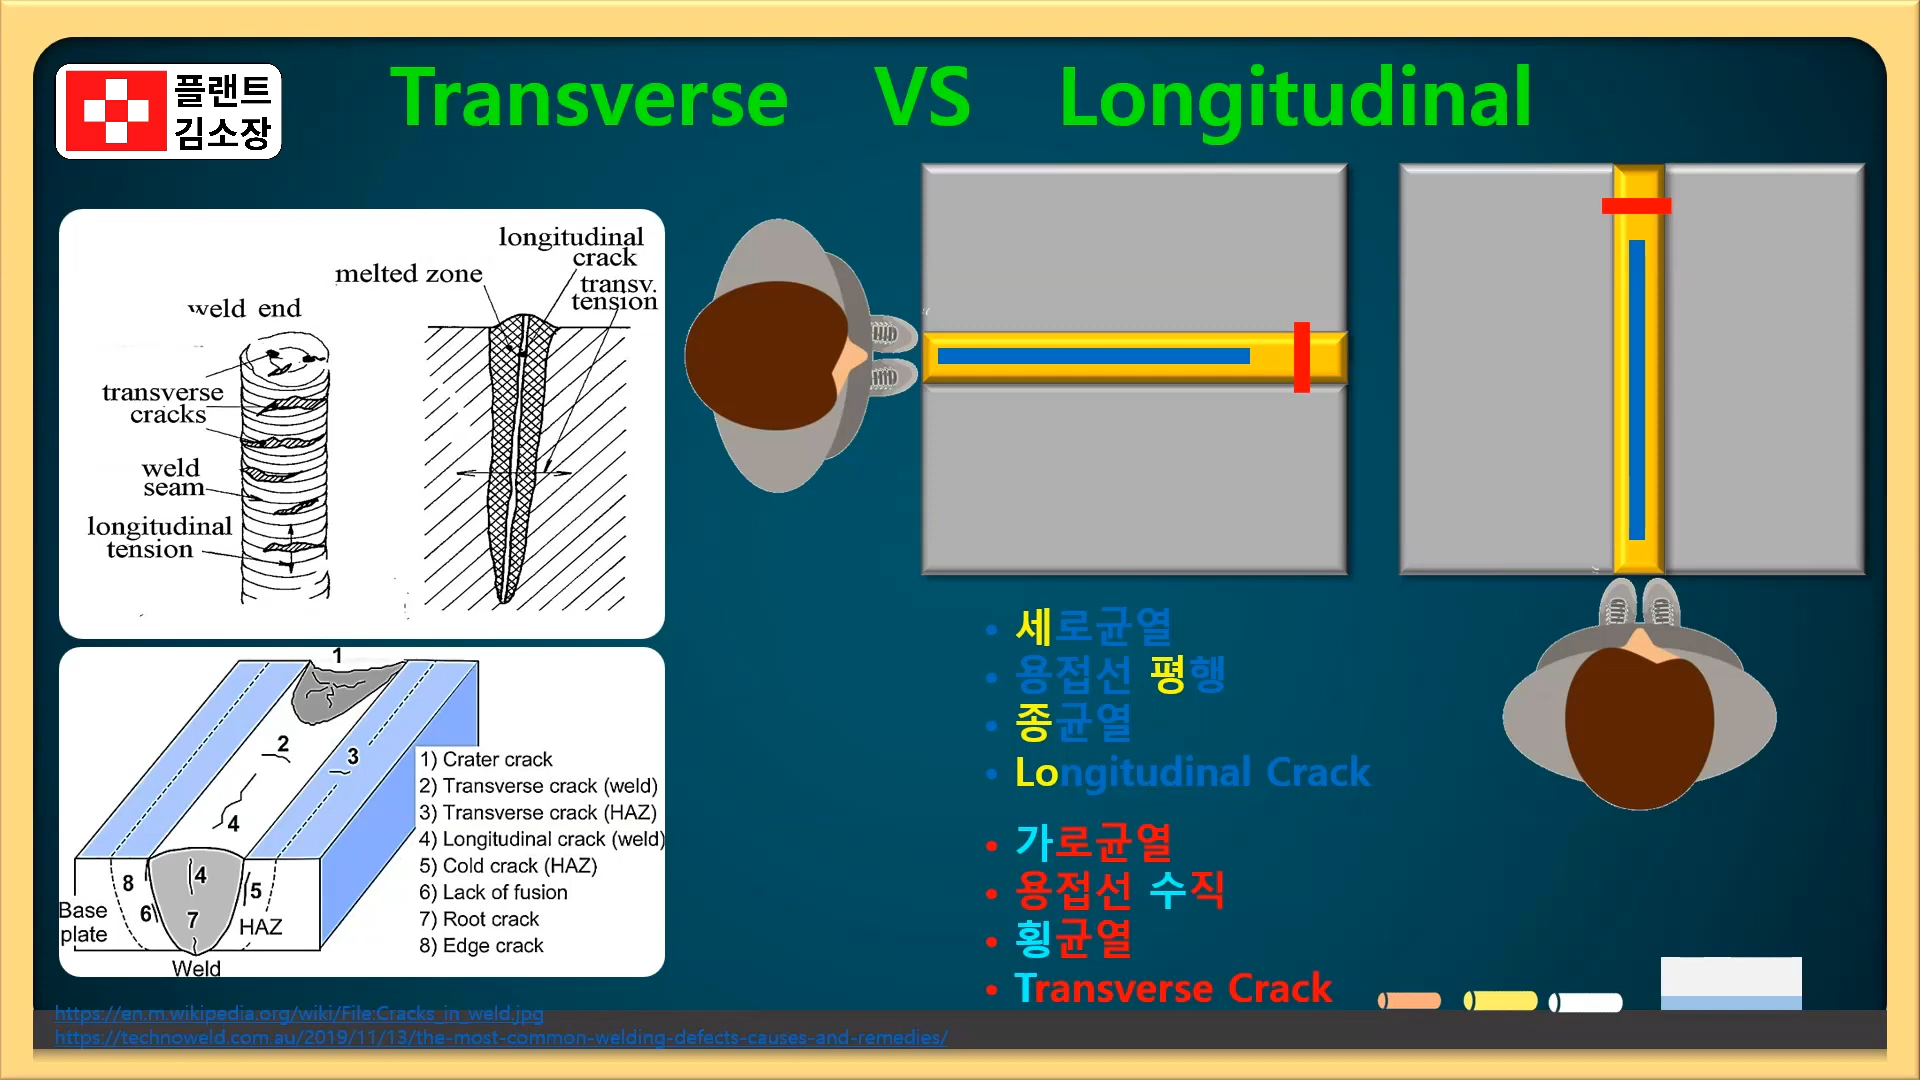 플랜트
김소장
Transverse VS Longitudinal
longitudinal
crack
melted zone
transv.
tension
weld end
transverse
cracks
weld
seam
longitudinal
tension
1
2
3
4
4
5
6
7
8
Base
plate
HAZ
Weld
1) Crater crack
2) Transverse crack (weld)
3) Transverse crack (HAZ)
4) Longitudinal crack (weld)
5) Cold crack (HAZ)
6) Lack of fusion
7) Root crack
8) Edge crack
• 세로균열
• 용접선 평행
• 종균열
• Longitudinal Crack
• 가로균열
• 용접선 수직
• 횡균열
• Transverse Crack
https://en.m.wikipedia.org/wiki/File:Cracks_in_weld.jpg
https://technoweld.com.au/2019/11/13/the-most-common-welding-defects-causes-and-remedies/